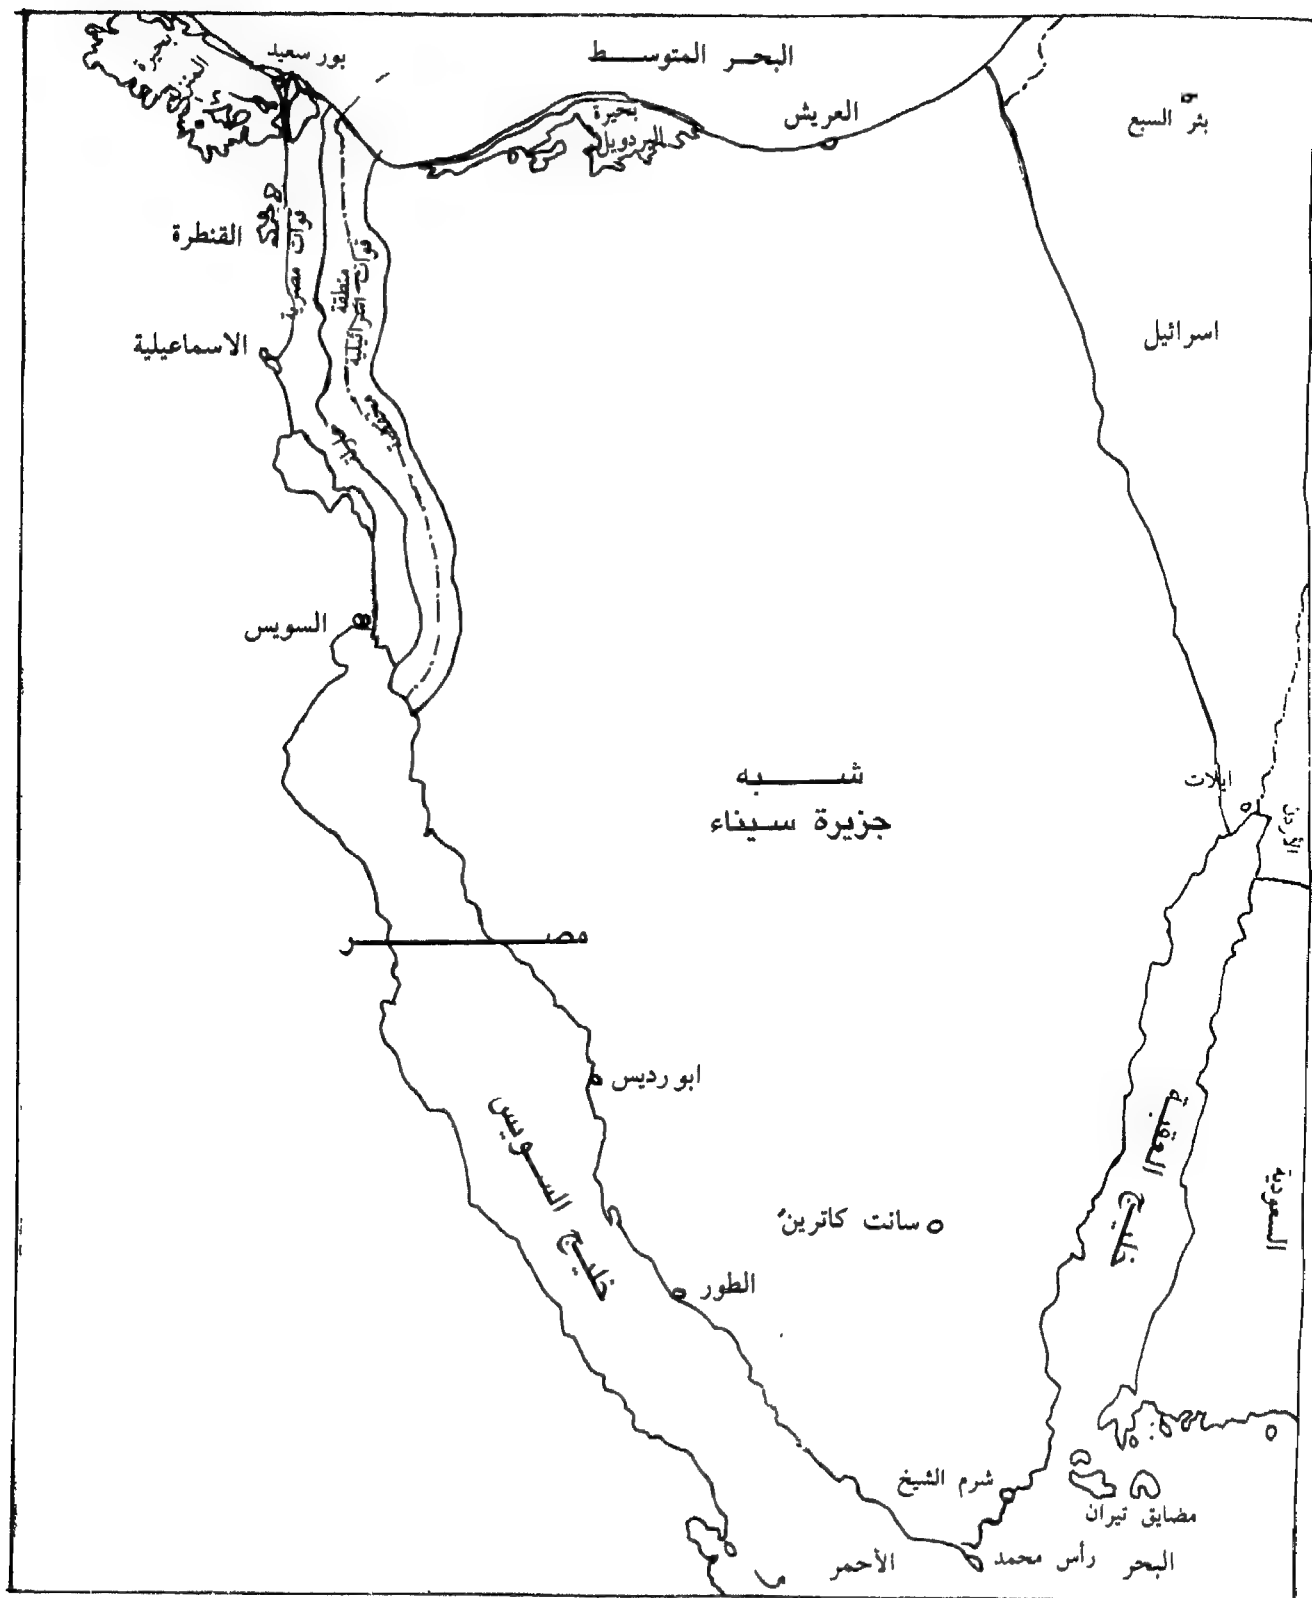 البحر المتوسط
بور سعيد
بحيرة
البردويل
العريش
بئر السبع
القنطرة
قوات مصرية
منطقة
قوات اسرائيلية
الاسماعيلية
اسرائيل
السويس
شبه
جزيرة سيناء
ايلات
الأردن
مصر
ابو رديس
خليج السويس
خليج العقبة
السعودية
سانت كاترين
الطور
شرم الشيخ
مضايق تيران
رأس محمد
البحر
الأحمر